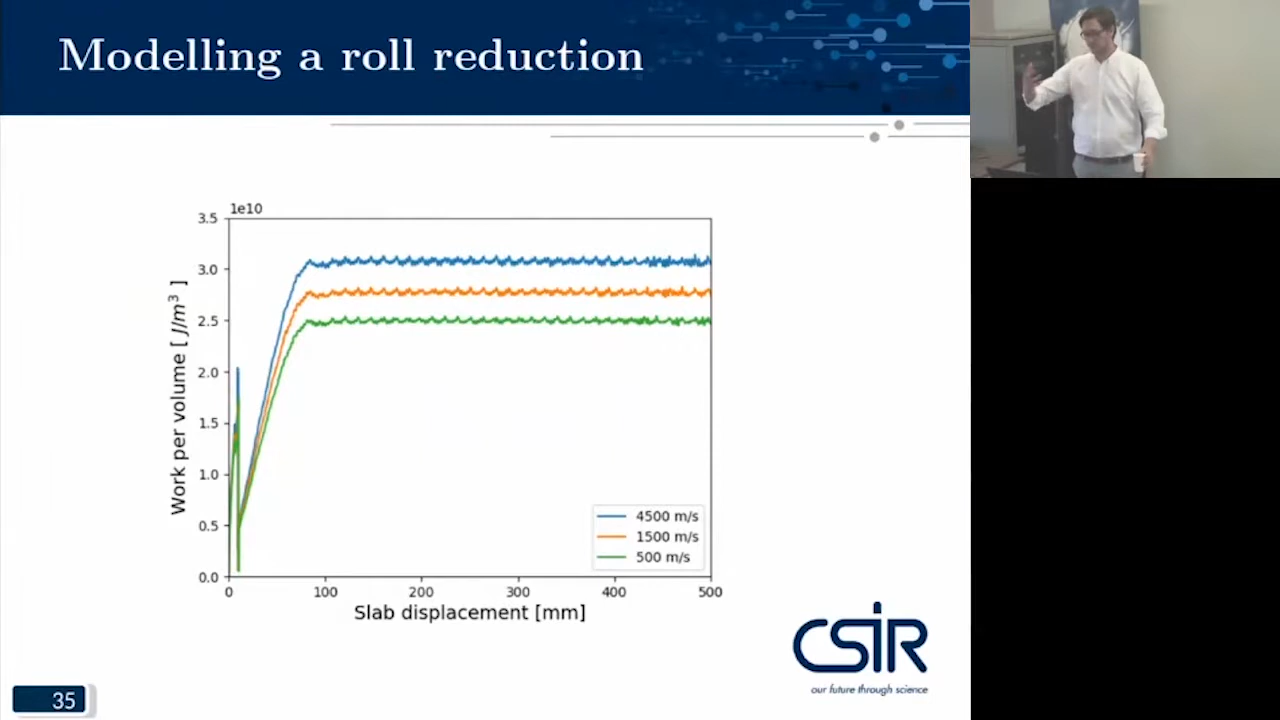 Modelling a roll reduction
1e10
3.5
3.0
2.5
2.0
1.5
1.0
0.5
0.0
Work per volume [ J/m³ ]
0 100 200 300 400 500
Slab displacement [mm]
4500 m/s
1500 m/s
500 m/s
CSIR
our future through science
35